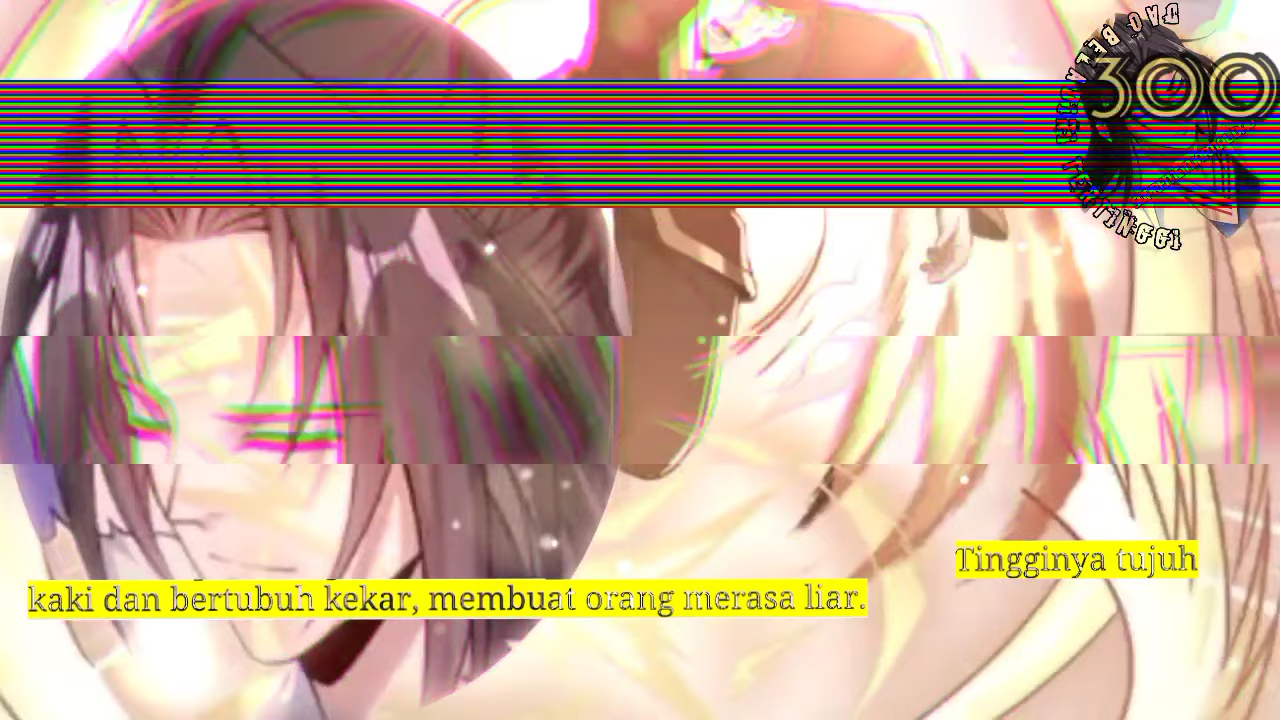 300
Tingginya tujuh
kaki dan bertubuh kekar, membuat orang merasa liar.